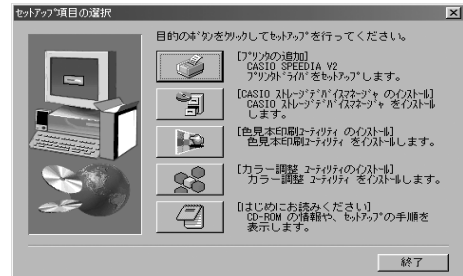 セットアップ項目の選択
目的のボタンをクリックしてセットアップを行ってください。
[プリンタの追加]
CASIO SPEEDIA V2
プリンタドライバをセットアップします。
[CASIO ストレージデバイスマネージャ のインストール]
CASIO ストレージデバイスマネージャ をインストール
します。
[色見本印刷ユーティリティ のインストール]
色見本印刷ユーティリティ をインストールします。
[カラー調整 ユーティリティのインストール]
カラー調整 ユーティリティ をインストールします。
[はじめにお読みください]
CD-ROM の情報や、セットアップの手順を
表示します。
終了